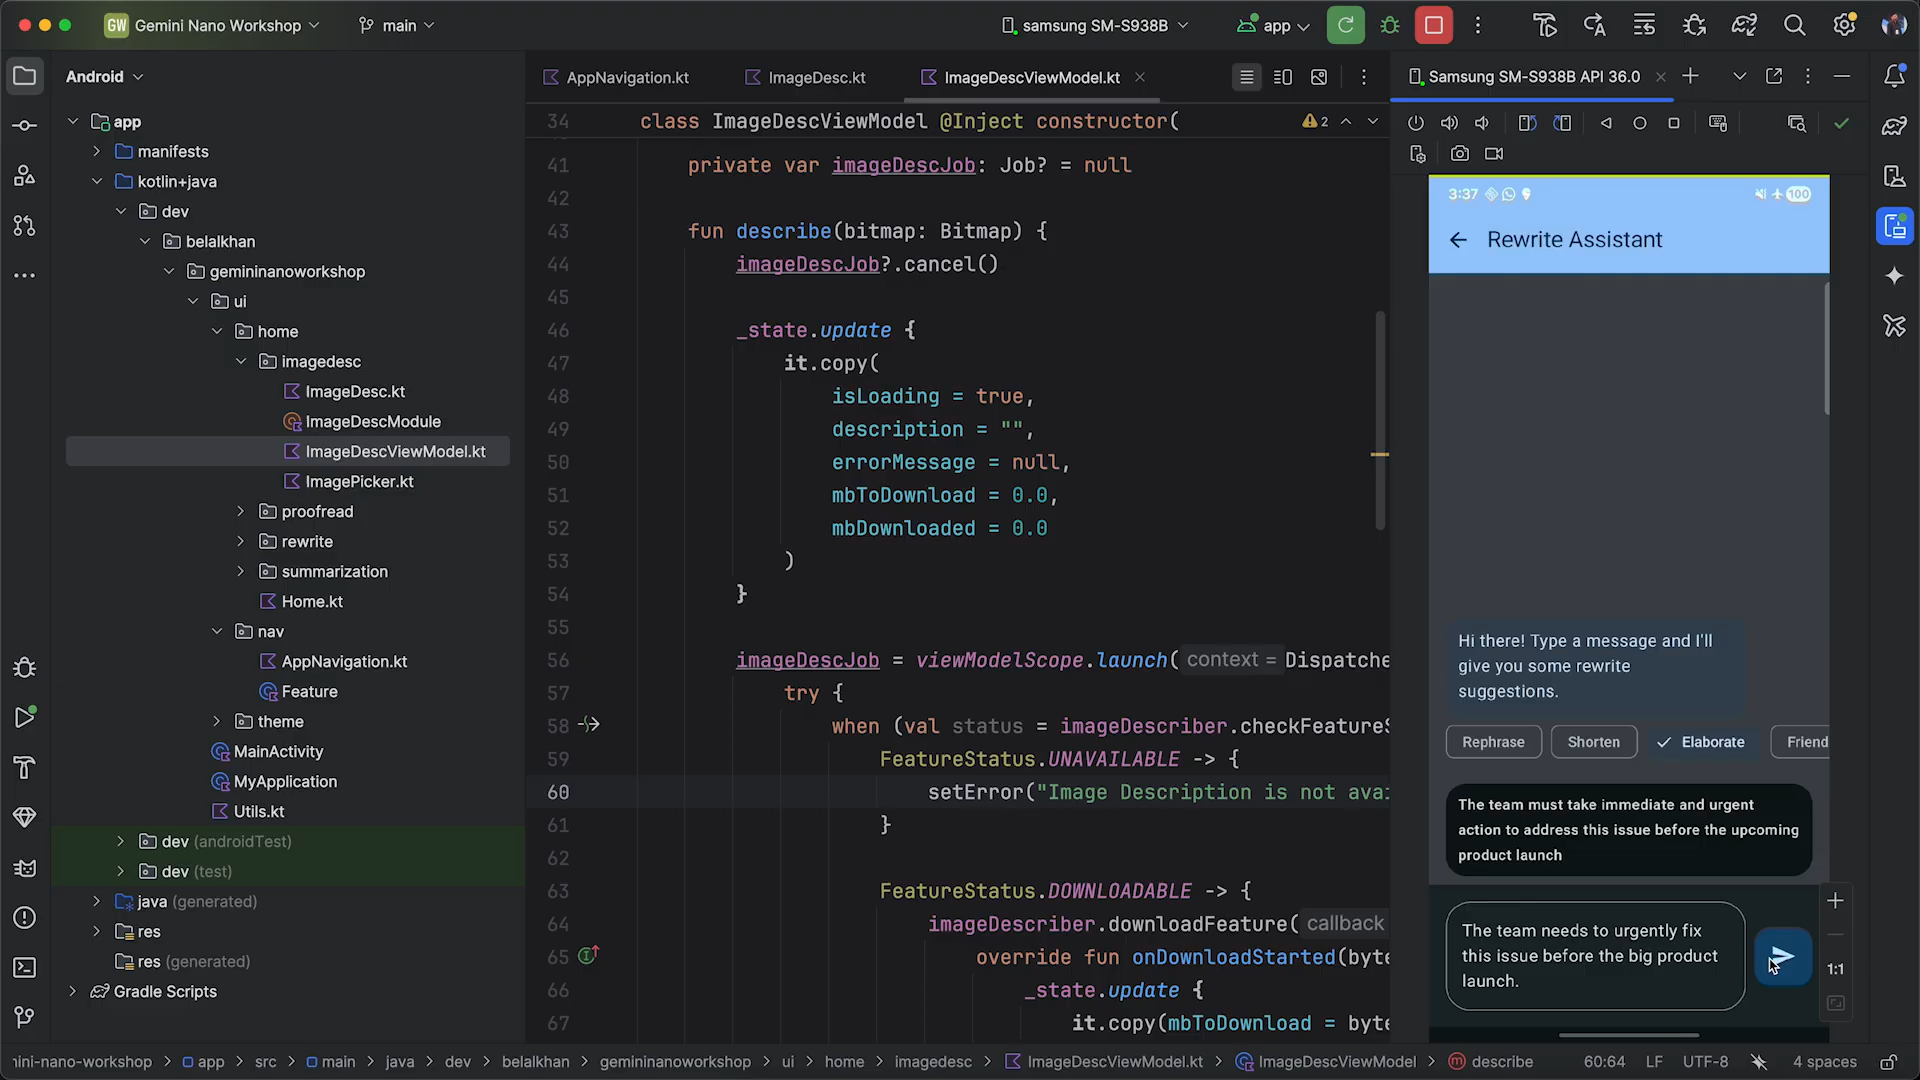 GW Gemini Nano Workshop
main
samsung SM-S938B
app
Android
app
manifests
kotlin+java
dev
belalkhan
gemininanoworkshop
ui
home
imagedesc
ImageDesc.kt
ImageDescModule
ImageDescViewModel.kt
ImagePicker.kt
proofread
rewrite
summarization
Home.kt
nav
AppNavigation.kt
Feature
theme
MainActivity
MyApplication
Utils.kt
dev (androidTest)
dev (test)
java (generated)
res
res (generated)
Gradle Scripts
AppNavigation.kt
ImageDesc.kt
ImageDescViewModel.kt
34 class ImageDescViewModel @Inject constructor(
2
41 private var imageDescJob: Job? = null
42
43 fun describe(bitmap: Bitmap) {
44 imageDescJob?.cancel()
45
46 _state.update {
47 it.copy(
48 isLoading = true,
49 description = "",
50 errorMessage = null,
51 mbToDownload = 0.0,
52 mbDownloaded = 0.0
53 )
54 }
55
56 imageDescJob = viewModelScope.launch( context = Dispatche
57 try {
58 when (val status = imageDescriber.checkFeatureS
59 FeatureStatus.UNAVAILABLE -> {
60 setError("Image Description is not avai
61 }
62
63 FeatureStatus.DOWNLOADABLE -> {
64 imageDescriber.downloadFeature( callback
65 override fun onDownloadStarted(byte
66 _state.update {
67 it.copy(mbToDownload = byte
Samsung SM-S938B API 36.0
3:37
100
Rewrite Assistant
Hi there! Type a message and I'll
give you some rewrite
suggestions.
Rephrase
Shorten
Elaborate
Friend
The team must take immediate and urgent
action to address this issue before the upcoming
product launch
The team needs to urgently fix
this issue before the big product
launch.
1:1
nini-nano-workshop > app > src > main > java > dev > belalkhan > gemininanoworkshop > ui > home > imagedesc > ImageDescViewModel.kt > ImageDescViewModel > describe
60:64 LF UTF-8 4 spaces